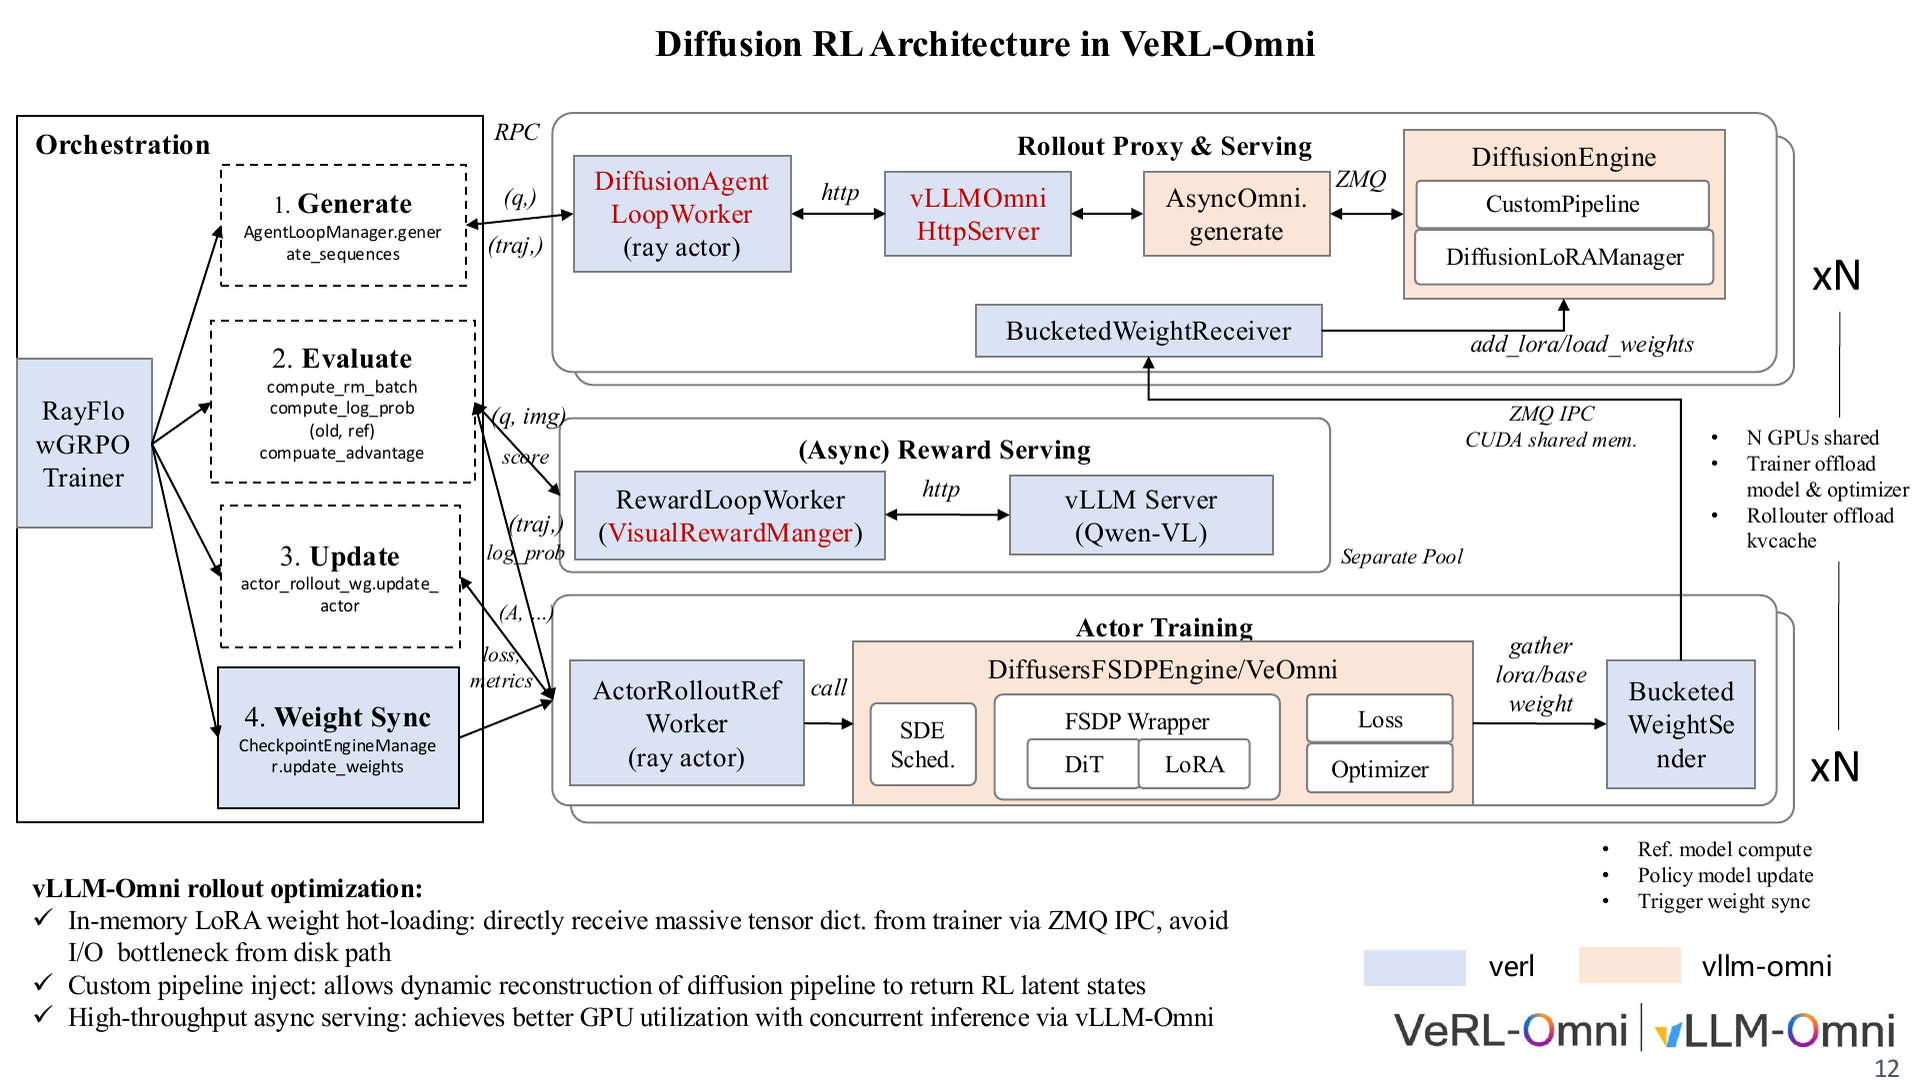 Diffusion RL Architecture in VeRL-Omni
Orchestration
RayFlo
wGRPO
Trainer
1. Generate
AgentLoopManager.gener
ate_sequences
2. Evaluate
compute_rm_batch
compute_log_prob
(old, ref)
compuate_advantage
3. Update
actor_rollout_wg.update_
actor
4. Weight Sync
CheckpointEngineManage
r.update_weights
RPC
(q,)
(traj,)
(q, img)
score
(traj,)
log_prob
(A, ...)
loss,
metrics
Rollout Proxy & Serving
DiffusionAgent
LoopWorker
(ray actor)
http
vLLMOmni
HttpServer
AsyncOmni.
generate
ZMQ
DiffusionEngine
CustomPipeline
DiffusionLoRAManager
BucketedWeightReceiver
add_lora/load_weights
xN
ZMQ IPC
CUDA shared mem.
(Async) Reward Serving
RewardLoopWorker
(VisualRewardManger)
http
vLLM Server
(Qwen-VL)
Separate Pool
• N GPUs shared
• Trainer offload
model & optimizer
• Rollouter offload
kvcache
Actor Training
ActorRolloutRef
Worker
(ray actor)
call
DiffusersFSDPEngine/VeOmni
SDE
Sched.
FSDP Wrapper
DiT
LoRA
Loss
Optimizer
gather
lora/base
weight
Bucketed
WeightSe
nder
xN
• Ref. model compute
• Policy model update
• Trigger weight sync
vLLM-Omni rollout optimization:
✓ In-memory LoRA weight hot-loading: directly receive massive tensor dict. from trainer via ZMQ IPC, avoid
I/O bottleneck from disk path
✓ Custom pipeline inject: allows dynamic reconstruction of diffusion pipeline to return RL latent states
✓ High-throughput async serving: achieves better GPU utilization with concurrent inference via vLLM-Omni
verl
vllm-omni
VeRL-Omni
vLLM-Omni
12